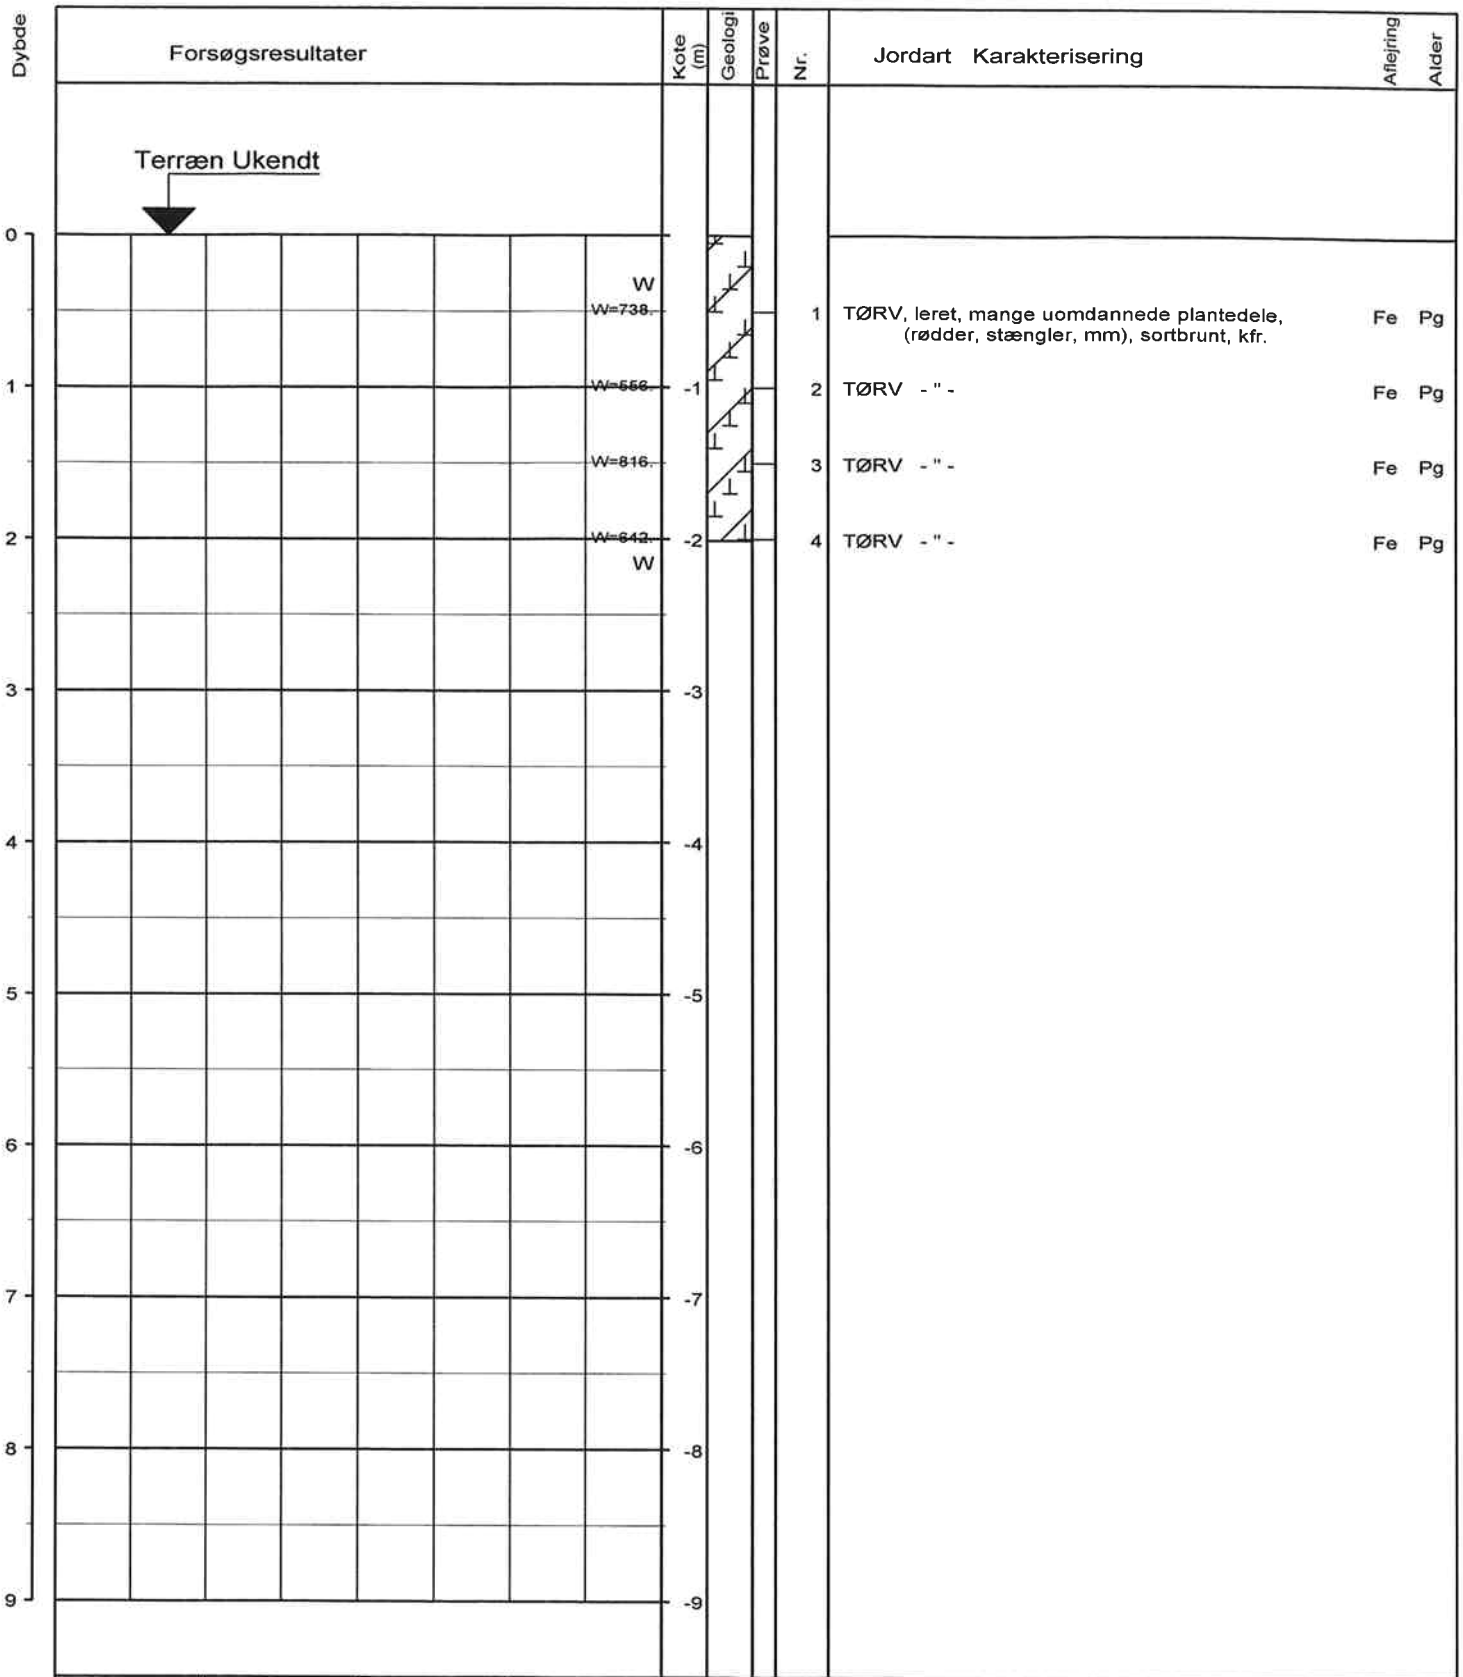 Dybde Forsøgsresultater Kote (m) Geologi Prøve Nr. Jordart Karakterisering Aflejring Alder
Terræn Ukendt
0
W
W=738. 1 TØRV, leret, mange uomdannede plantedele, Fe Pg
(rødder, stængler, mm), sortbrunt, kfr.
1 W=556. -1 2 TØRV - " - Fe Pg
W=816. 3 TØRV - " - Fe Pg
2 W=642. -2 4 TØRV - " - Fe Pg
W
3 -3
4 -4
5 -5
6 -6
7 -7
8 -8
9 -9